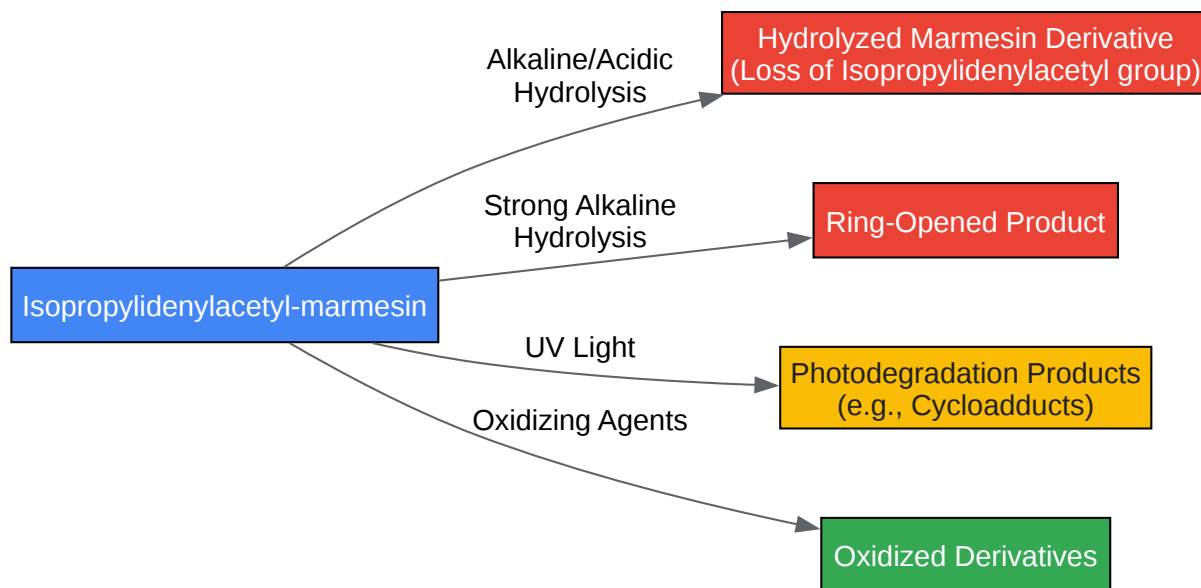 Alkaline/Acidic
Hydrolysis
Hydrolyzed Marmesin Derivative
(Loss of Isopropylidenylacetyl group)
Strong Alkaline
Hydrolysis
Ring-Opened Product
Isopropylidenylacetyl-marmesin
UV Light
Photodegradation Products
(e.g., Cycloadducts)
Oxidizing Agents
Oxidized Derivatives